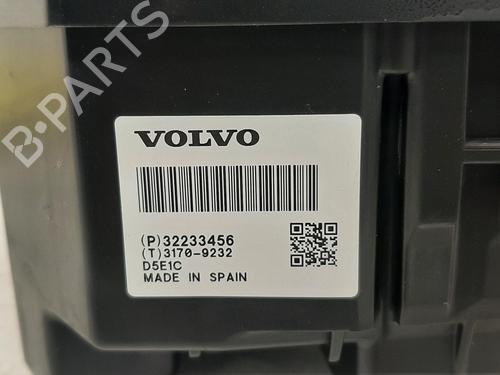 VOLVO
(P)32233456
(T)3170-9232
D5E1C
MADE IN SPAIN
B-PARTS